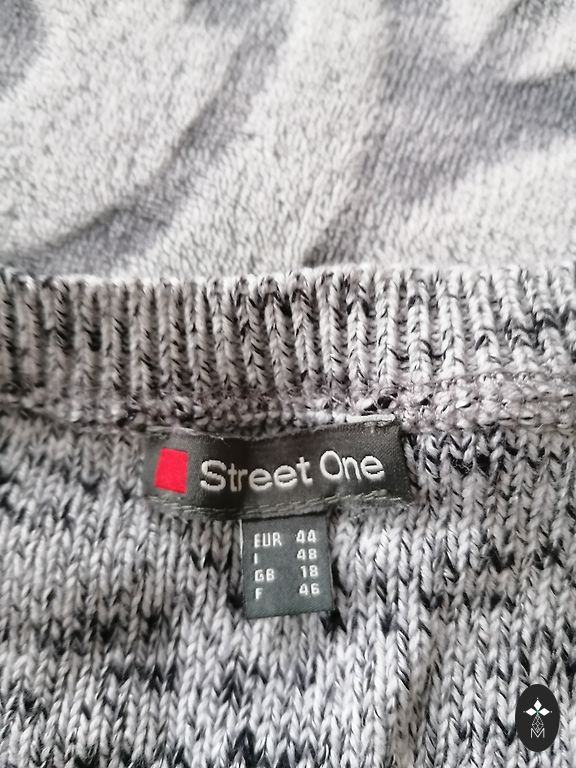 Street One
EUR 44
I 48
GB 18
F 46
M